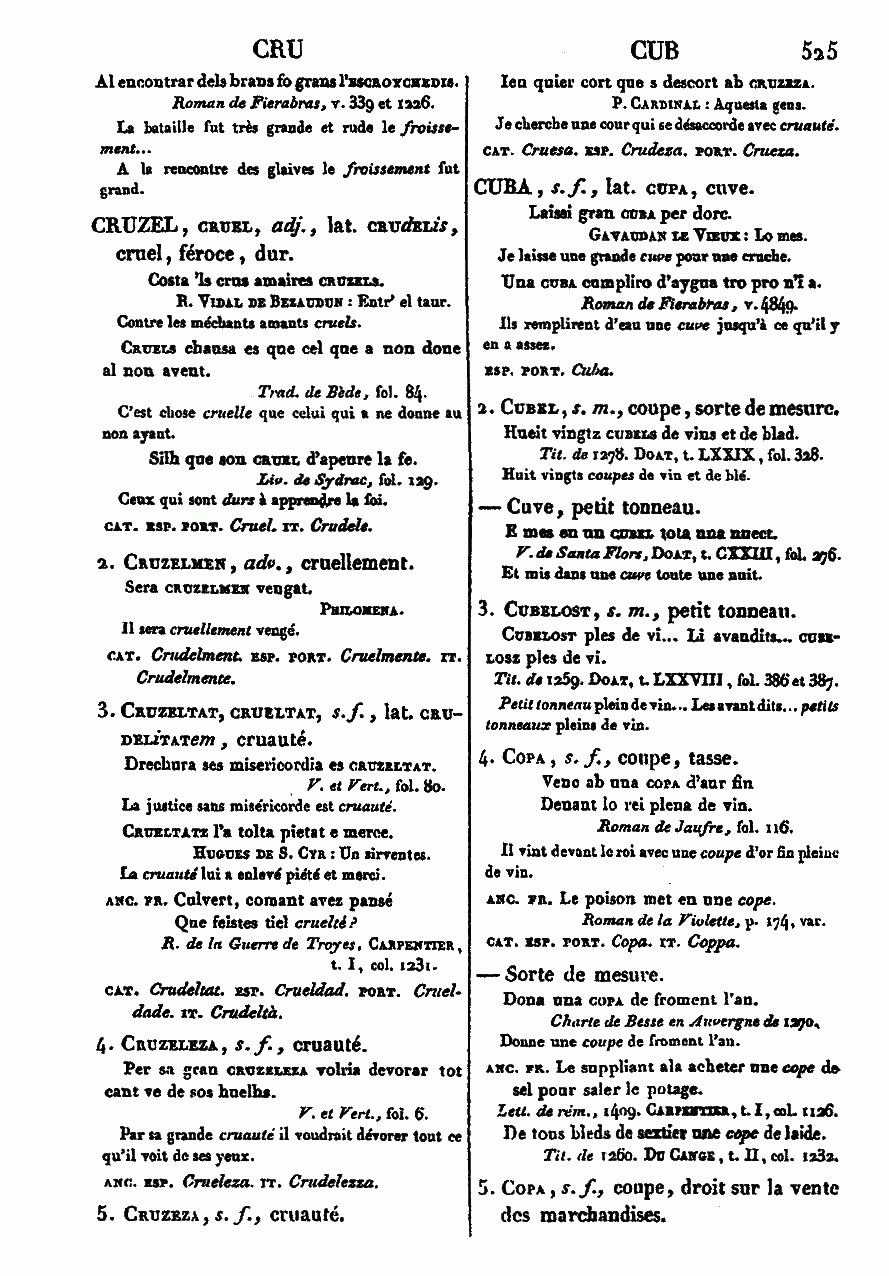 CRU
CUB 525
Al encontrar dels brans fo grans l'ESCROYCHEDIS.
Roman de Fierabras, v. 339 et 1226.
La bataille fut très grande et rude le froisse-
ment...
A la rencontre des glaives le froissement fut
grand.
CRUZEL, CRUEL, adj., lat. CRUdELis,
cruel, féroce, dur.
Costa 'ls crus amaires CRUZELS.
R. VIDAL DE BEZAUDUN : Entr' el taur.
Contre les méchants amants cruels.
CRUELS chausa es que cel que a non done
al non avent.
Trad. de Bède, fol. 84.
C'est chose cruelle que celui qui a ne donne au
non ayant.
Silh que son CRUEL d'apenre la fe.
Liv. de Sydrac, fol. 129.
Ceux qui sont durs à apprendre la foi.
CAT. ESP. PORT. Cruel. IT. Crudele.
2. CRUZELMEN, adv., cruellement.
Sera CRUZELMEN vengat.
PHILOMENA.
Il sera cruellement vengé.
CAT. Crudelment. ESP. PORT. Cruelmente. IT.
Crudelmente.
3. CRUZELTAT, CRUELTAT, s. f., lat. CRU-
DELiTATem, cruauté.
Drechura ses misericordia es CRUZELTAT.
V. et Vert., fol. 80.
La justice sans miséricorde est cruauté.
CRUELTATZ l'a tolta pietat e merce.
HUGUES DE S. CYR : Un sirventes.
La cruauté lui a enlevé piété et merci.
ANC. FR. Culvert, comant avez pansé
Que feistes tiel cruelté?
R. de la Guerre de Troyes, CARPENTIER,
t. I, col. 1231.
CAT. Crudeltat. ESP. Crueldad. PORT. Cruel-
dade. IT. Crudeltà.
4. CRUZELEZA, s. f., cruauté.
Per sa gran CRUZELEZA volria devorar tot
cant ve de sos huelhs.
V. et Vert., fol. 6.
Par sa grande cruauté il voudrait dévorer tout ce
qu'il voit de ses yeux.
ANC. ESP. Crueleza. IT. Crudelezza.
5. CRUZEZA, s. f., cruauté.
Ieu quier cort que s descort ab CRUZEZA.
P. CARDINAL : Aquesta gens.
Je cherche une cour qui se désaccorde avec cruauté.
CAT. Cruesa. ESP. Crudeza. PORT. Crueza.
CUBA, s. f., lat. CUPA, cuve.
Laissi gran CUBA per dorc.
GAVAUDAN LE VIEUX : Lo mes.
Je laisse une grande cuve pour une cruche.
Una CUBA cumpliro d'aygua tro pro n'i a.
Roman de Fierabras, v. 4849.
Ils remplirent d'eau une cuve jusqu'à ce qu'il y
en a assez.
ESP. PORT. Cuba.
2. CUBEL, s. m., coupe, sorte de mesure.
Hueit vingtz CUBELS de vins et de blad.
Tit. de 1278. DOAT, t. LXXIX, fol. 328.
Huit vingts coupes de vin et de blé.
— Cuve, petit tonneau.
E mes en un CUBEL tota una nuect.
V. de Santa Flors, DOAT, t. CXXIII, fol. 276.
Et mis dans une cuve toute une nuit.
3. CUBELOST, s. m., petit tonneau.
CUBELOST ples de vi... Li avandits... CUBE-
LOSZ ples de vi.
Tit. de 1259. DOAT, t. LXXVIII, fol. 386 et 387.
Petit tonneau plein de vin... Les avant dits... petits
tonneaux pleins de vin.
4. COPA, s. f., coupe, tasse.
Venc ab una COPA d'aur fin
Denant lo rei plena de vin.
Roman de Jaufre, fol. 116.
Il vint devant le roi avec une coupe d'or fin pleine
de vin.
ANC. FR. Le poison met en une cope.
Roman de la Violette, p. 174, var.
CAT. ESP. PORT. Copa. IT. Coppa.
— Sorte de mesure.
Dona una COPA de froment l'an.
Charte de Besse en Auvergne de 1270.
Donne une coupe de froment l'an.
ANC. FR. Le suppliant ala acheter une cope de
sel pour saler le potage.
Lett. de rém., 1409. CARPENTIER, t. I, col. 1126.
De tous bleds de sextier une cope de laide.
Tit. de 1260. DU CANGE, t. II, col. 1232.
5. COPA, s. f., coupe, droit sur la vente
des marchandises.